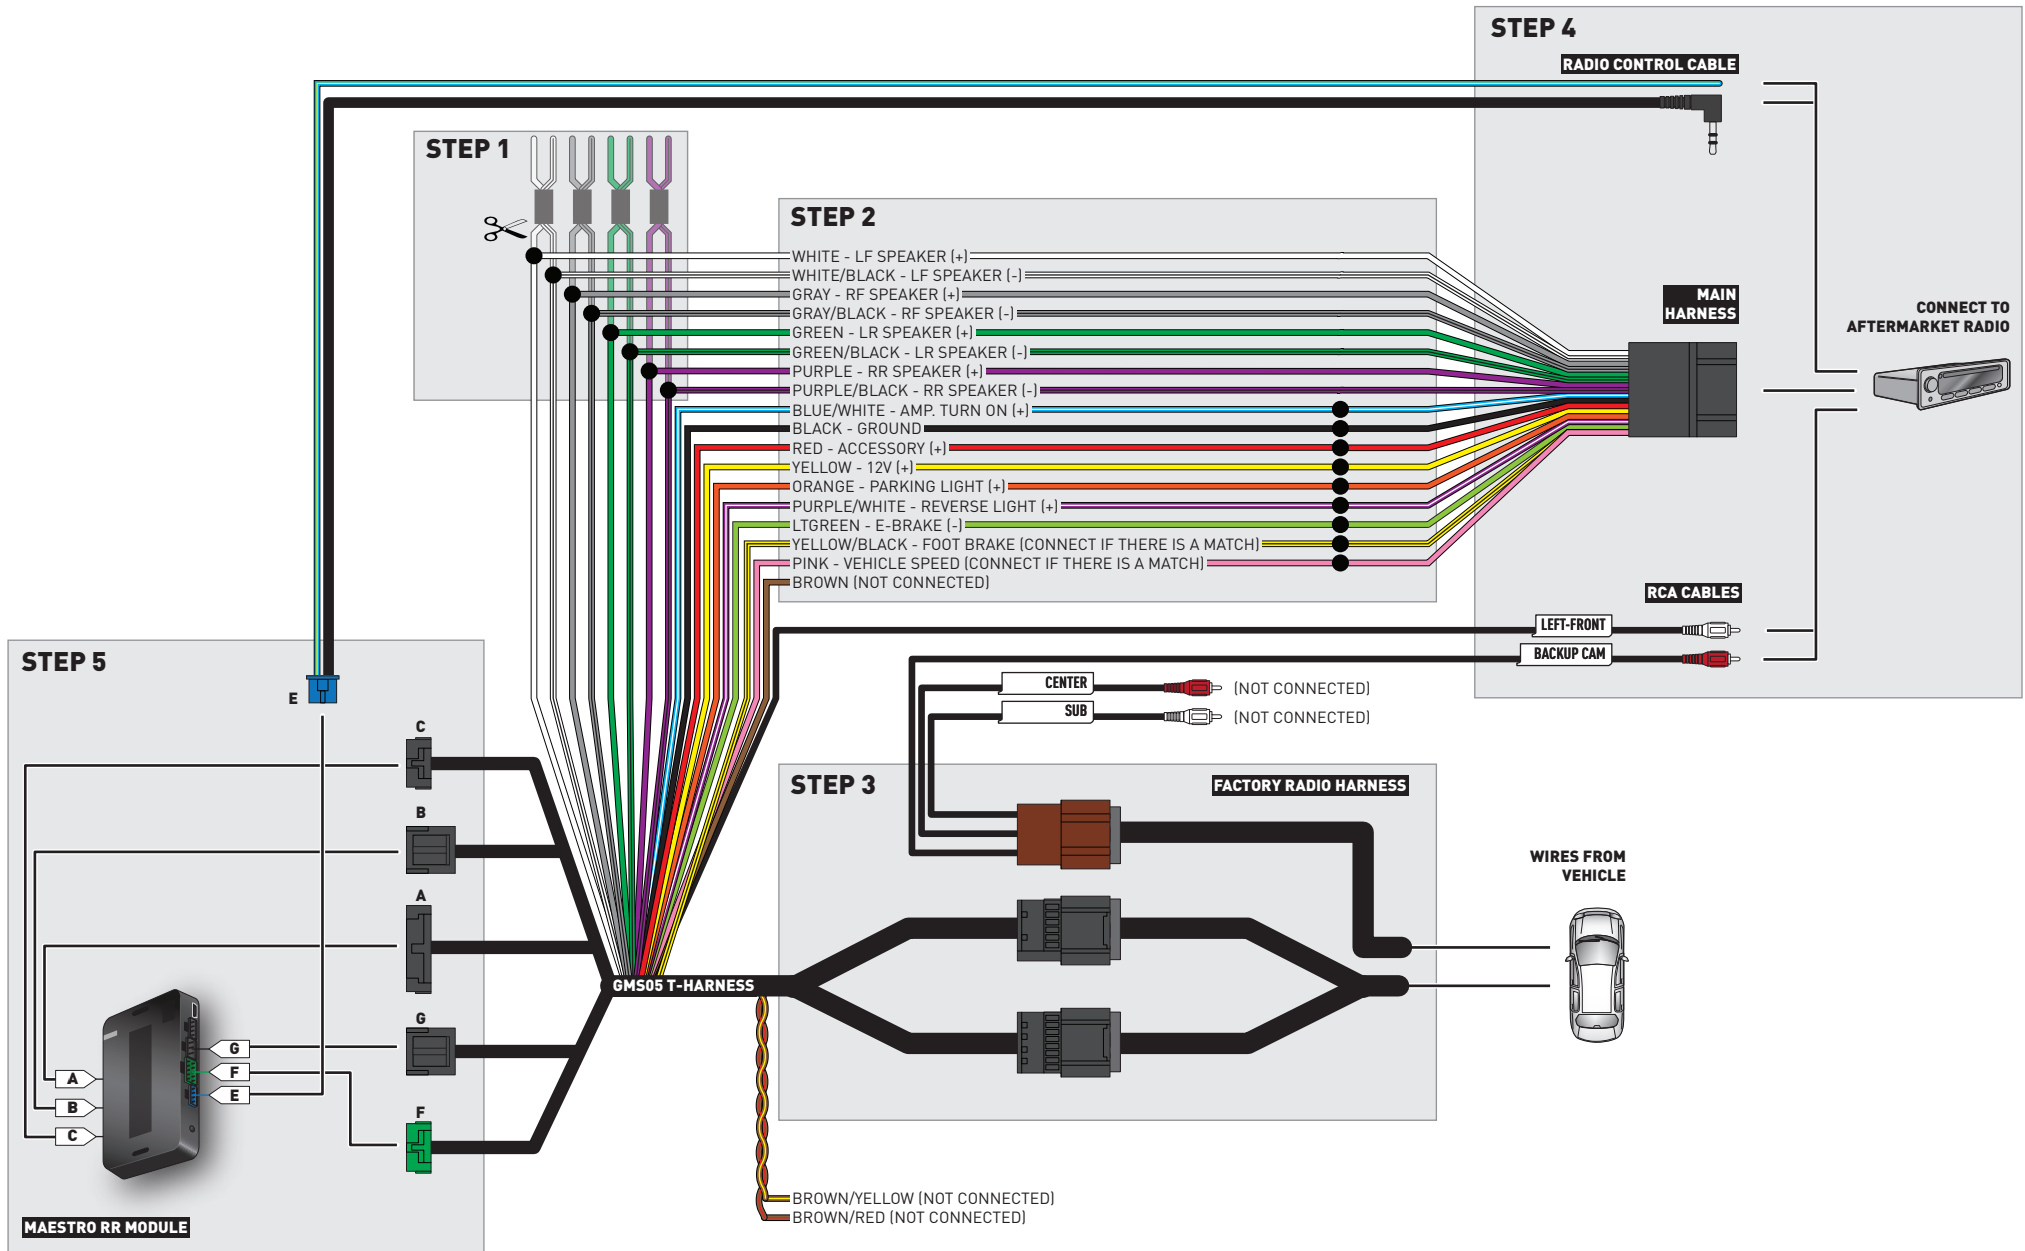 STEP 4
RADIO CONTROL CABLE
STEP 1
STEP 2
WHITE - LF SPEAKER (+)
WHITE/BLACK - LF SPEAKER (-)
GRAY - RF SPEAKER (+)
GRAY/BLACK - RF SPEAKER (-)
GREEN - LR SPEAKER (+)
GREEN/BLACK - LR SPEAKER (-)
PURPLE - RR SPEAKER (+)
PURPLE/BLACK - RR SPEAKER (-)
BLUE/WHITE - AMP. TURN ON (+)
BLACK - GROUND
RED - ACCESSORY (+)
YELLOW - 12V (+)
ORANGE - PARKING LIGHT (+)
PURPLE/WHITE - REVERSE LIGHT (+)
LTGREEN - E-BRAKE (-)
YELLOW/BLACK - FOOT BRAKE (CONNECT IF THERE IS A MATCH)
PINK - VEHICLE SPEED (CONNECT IF THERE IS A MATCH)
BROWN (NOT CONNECTED)
MAIN
HARNESS
CONNECT TO
AFTERMARKET RADIO
RCA CABLES
LEFT-FRONT
BACKUP CAM
CENTER
(NOT CONNECTED)
SUB
(NOT CONNECTED)
STEP 5
E
C
B
A
G
F
STEP 3
FACTORY RADIO HARNESS
WIRES FROM
VEHICLE
GMS05 T-HARNESS
G
F
E
A
B
C
BROWN/YELLOW (NOT CONNECTED)
BROWN/RED (NOT CONNECTED)
MAESTRO RR MODULE